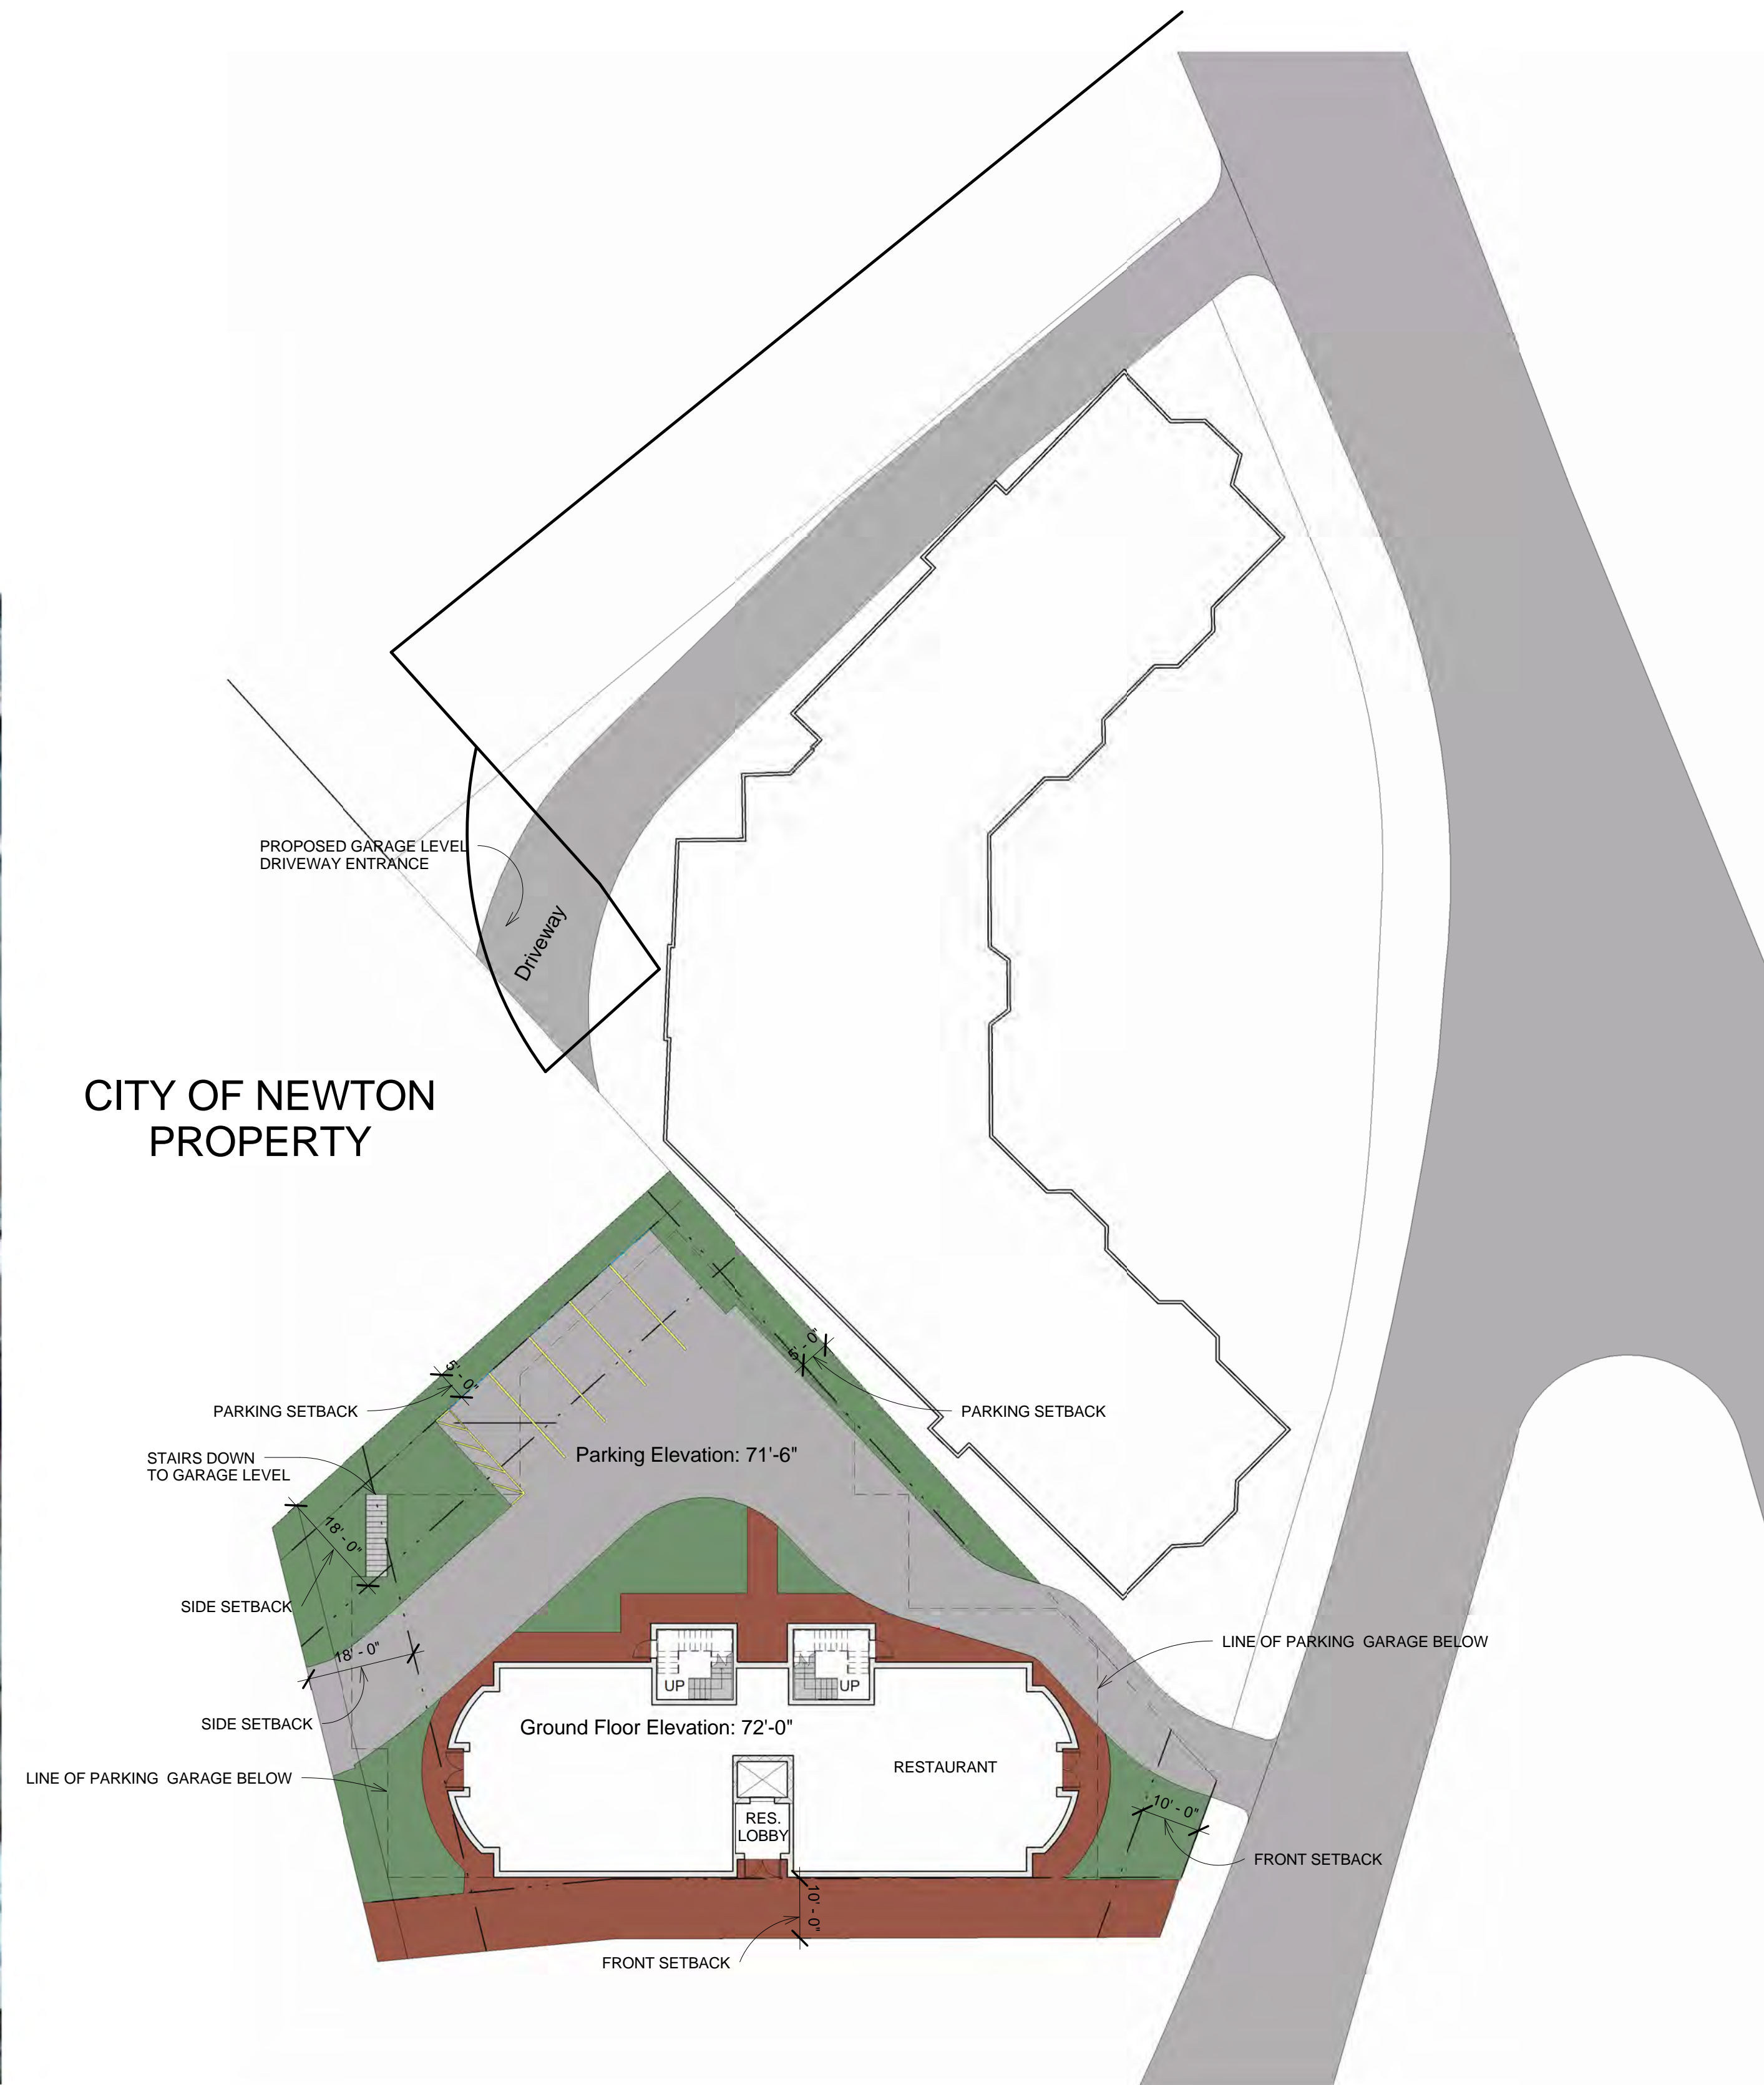 PROPOSED GARAGE LEVEL
DRIVEWAY ENTRANCE
Driveway
CITY OF NEWTON
PROPERTY
5' - 0"
5' - 0"
PARKING SETBACK
PARKING SETBACK
Parking Elevation: 71'-6"
STAIRS DOWN
TO GARAGE LEVEL
18' - 0"
SIDE SETBACK
18' - 0"
LINE OF PARKING GARAGE BELOW
UP
UP
SIDE SETBACK
Ground Floor Elevation: 72'-0"
RESTAURANT
LINE OF PARKING GARAGE BELOW
10' - 0"
RES.
LOBBY
FRONT SETBACK
10' - 0"
FRONT SETBACK